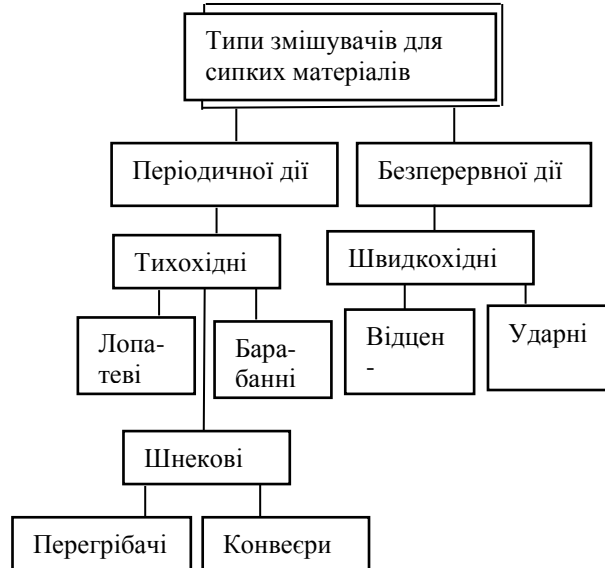 Типи змішувачів для
сипких матеріалів
Періодичної дії
Безперервної дії
Тихохідні
Швидкохідні
Лопа-
теві
Бара-
банні
Відцен
-
Ударні
Шнекові
Перегрібачі
Конвеєри